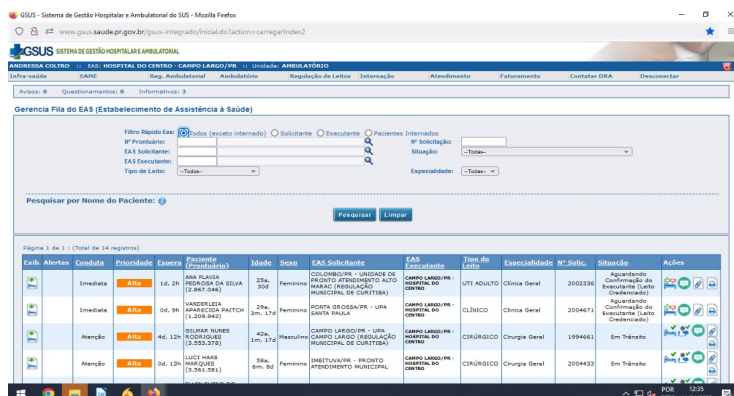 GSUS - Sistema de Gestão Hospitalar e Ambulatorial do SUS - Mozilla Firefox
www.gsus.saude.pr.gov.br/gsus-integrado/inicial.do?action=carregarIndex2
GSUS SISTEMA DE GESTÃO HOSPITALAR E AMBULATORIAL
ANDRESSA COLTRO :: EAS: HOSPITAL DO CENTRO - CAMPO LARGO/PR :: Unidade: AMBULATÓRIO
Infra-saúde SAME Reg. Ambulatorial Ambulatório Regulação de Leitos Internação Atendimento Faturamento Contatar DRA Desconectar
Avisos: 0 Questionamentos: 0 Informativos: 3
Gerencia Fila do EAS (Estabelecimento de Assistência à Saúde)
Filtro Rápido Eas: Todos (exceto internado) Solicitante Executante Pacientes Internados
Nº Prontuário: Nº Solicitação:
EAS Solicitante: Situação: --Todas--
EAS Executante:
Tipo de Leito: --Todos-- Especialidade: --Todas--
Pesquisar por Nome do Paciente:
Pesquisar Limpar
Página 1 de 1 : (Total de 14 registros)
Exib. Alertas Conduta Prioridade Espera Paciente (Prontuário) Idade Sexo EAS Solicitante EAS Executante Tipo de Leito Especialidade Nº Solic. Situação Ações
Imediata Alta 1d, 2h ANA FLAVIA PEDROSA DA SILVA (2.867.046) 25a, 30d Feminino COLOMBO/PR - UNIDADE DE PRONTO ATENDIMENTO ALTO MARAC (REGULAÇÃO MUNICIPAL DE CURITIBA) CAMPO LARGO/PR - HOSPITAL DO CENTRO UTI ADULTO Clínica Geral 2002336 Aguardando Confirmação do Executante (Leito Credenciado)
Imediata Alta 0d, 9h VANDERLEIA APARECIDA PAITCH (1.209.943) 29a, 3m, 17d Feminino PONTA GROSSA/PR - UPA SANTA PAULA CAMPO LARGO/PR - HOSPITAL DO CENTRO CLÍNICO Clínica Geral 2004671 Aguardando Confirmação do Executante (Leito Credenciado)
Atenção Alta 4d, 12h GILMAR NUNES RODRIGUES (3.553.378) 42a, 1m, 17d Masculino CAMPO LARGO/PR - UPA CAMPO LARGO (REGULAÇÃO MUNICIPAL DE CURITIBA) CAMPO LARGO/PR - HOSPITAL DO CENTRO CIRÚRGICO Cirurgia Geral 1994661 Em Trânsito
Atenção Alta 0d, 13h LUCI HAAS MARQUES (3.561.581) 58a, 6m, 8d Feminino IMBITUVA/PR - PRONTO ATENDIMENTO MUNICIPAL CAMPO LARGO/PR - HOSPITAL DO CENTRO CIRÚRGICO Cirurgia Geral 2004433 Em Trânsito
POR 12:35